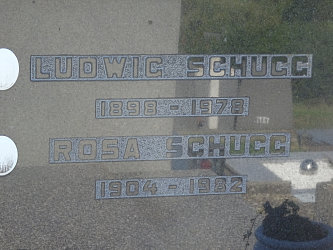 LUDWIG SCHUGG
1898 - 1978
ROSA SCHUGG
1904 - 1982